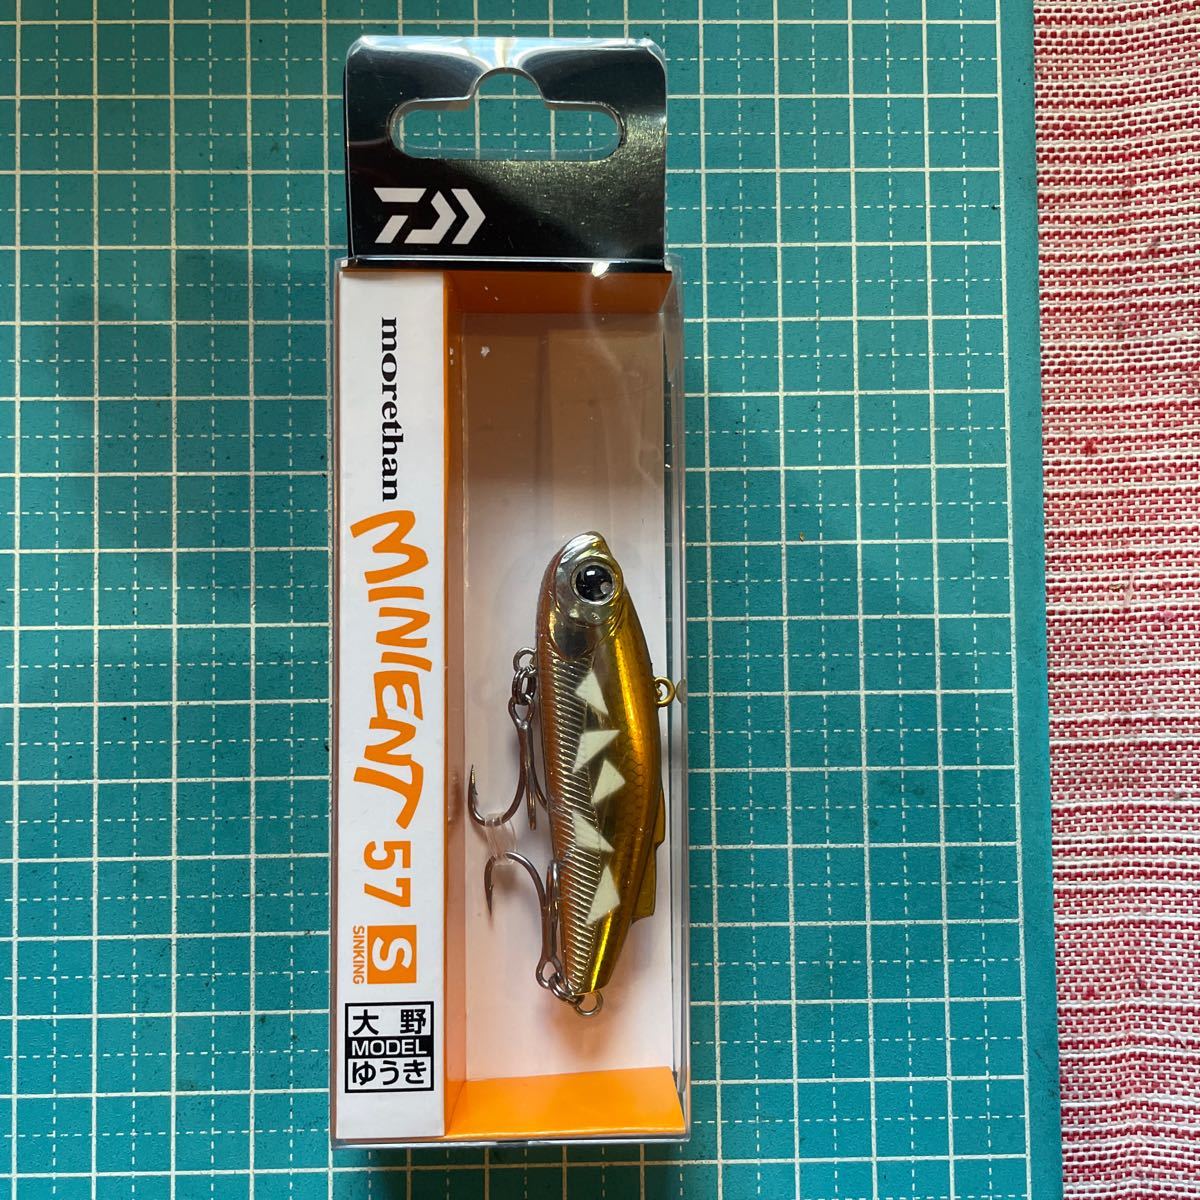 morethan
MINIENT 57 S
SINKING
大野
MODEL
ゆうき